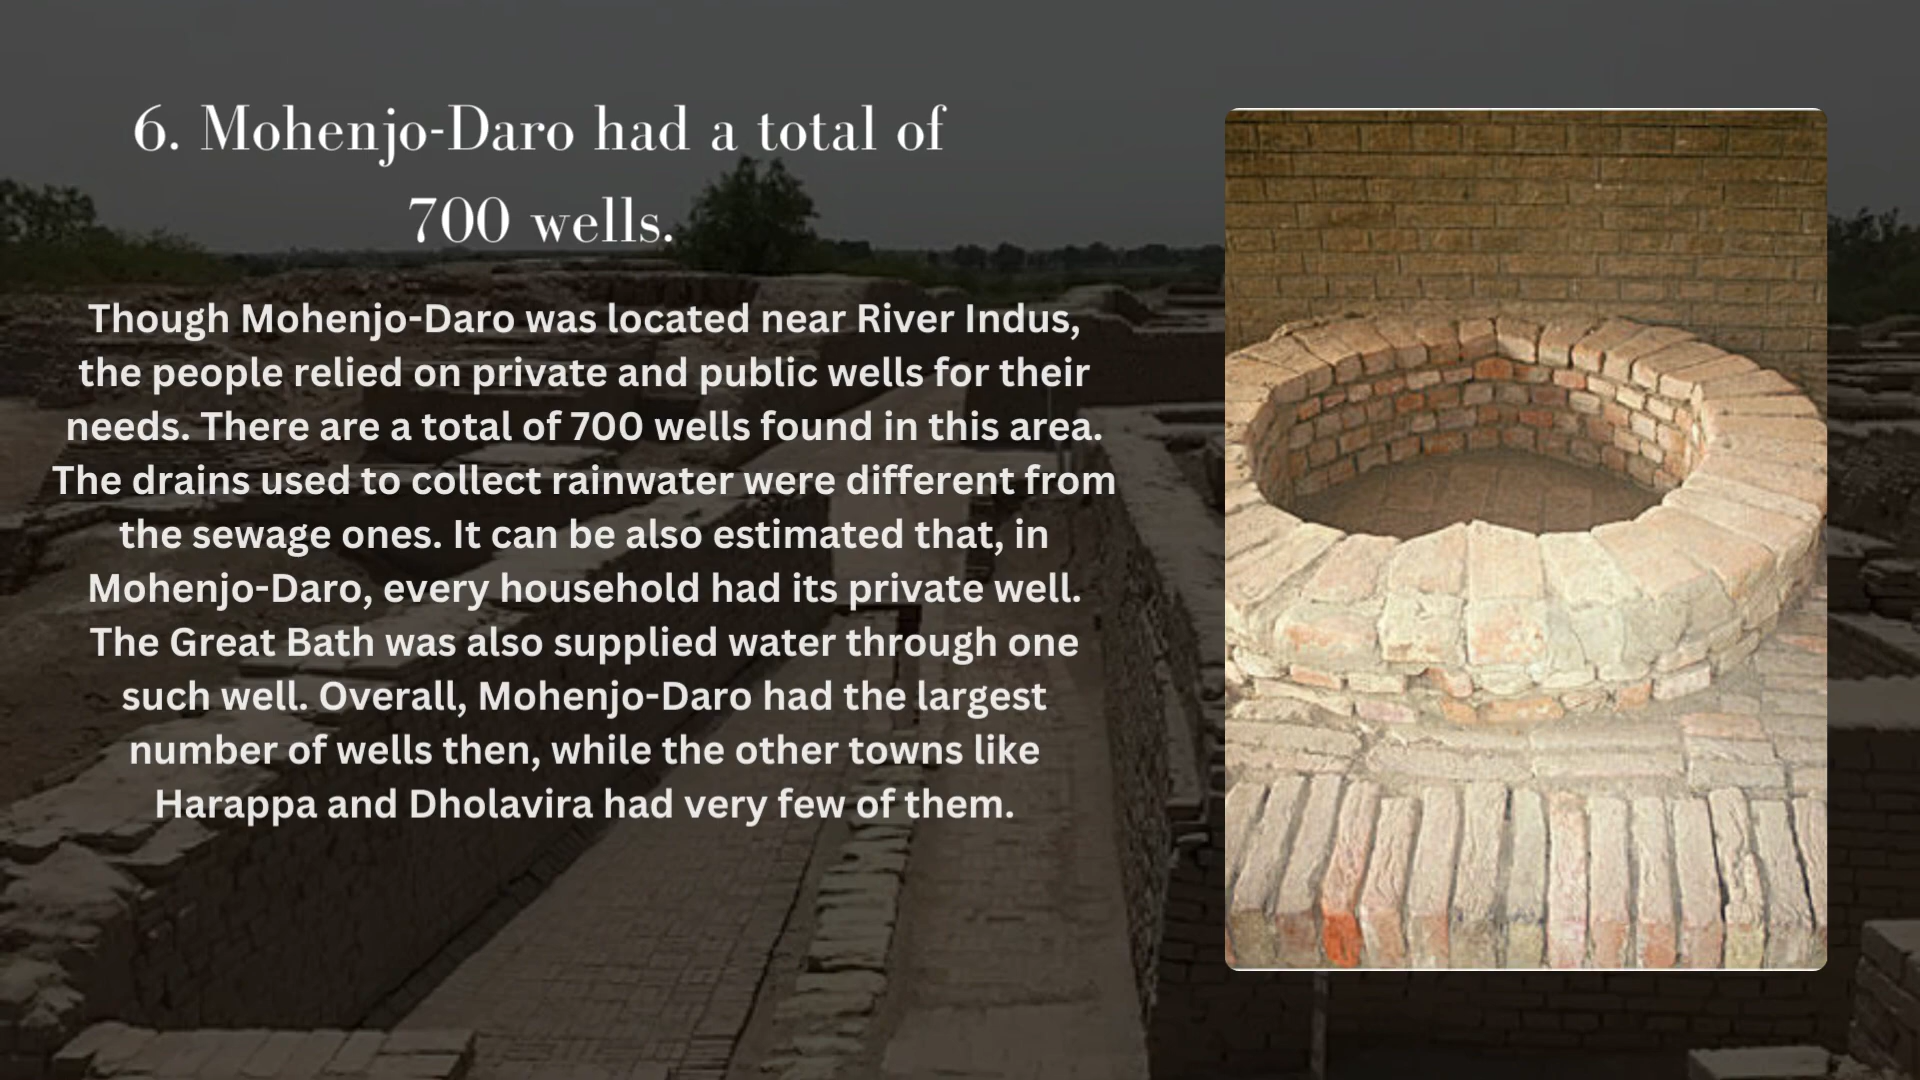 6. Mohenjo-Daro had a total of
700 wells.
Though Mohenjo-Daro was located near River Indus,
the people relied on private and public wells for their
needs. There are a total of 700 wells found in this area.
The drains used to collect rainwater were different from
the sewage ones. It can be also estimated that, in
Mohenjo-Daro, every household had its private well.
The Great Bath was also supplied water through one
such well. Overall, Mohenjo-Daro had the largest
number of wells then, while the other towns like
Harappa and Dholavira had very few of them.